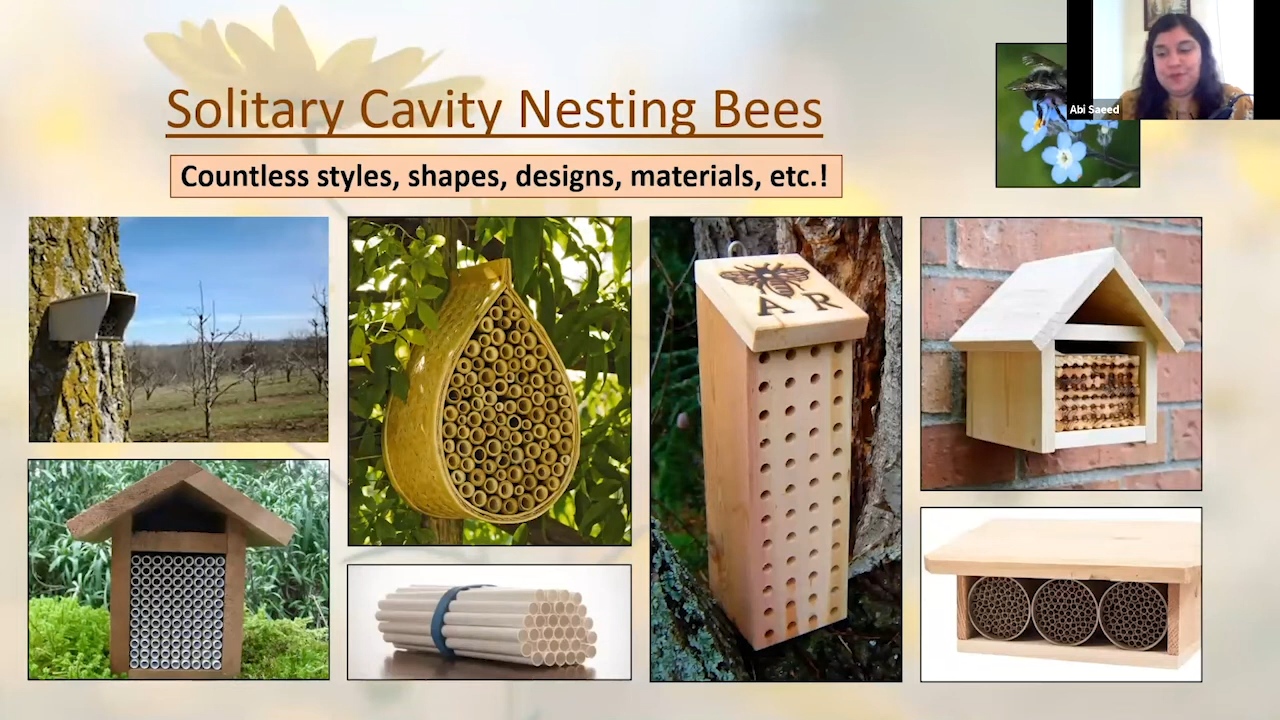 Solitary Cavity Nesting Bees
Countless styles, shapes, designs, materials, etc.!
Abi Saeed
A R